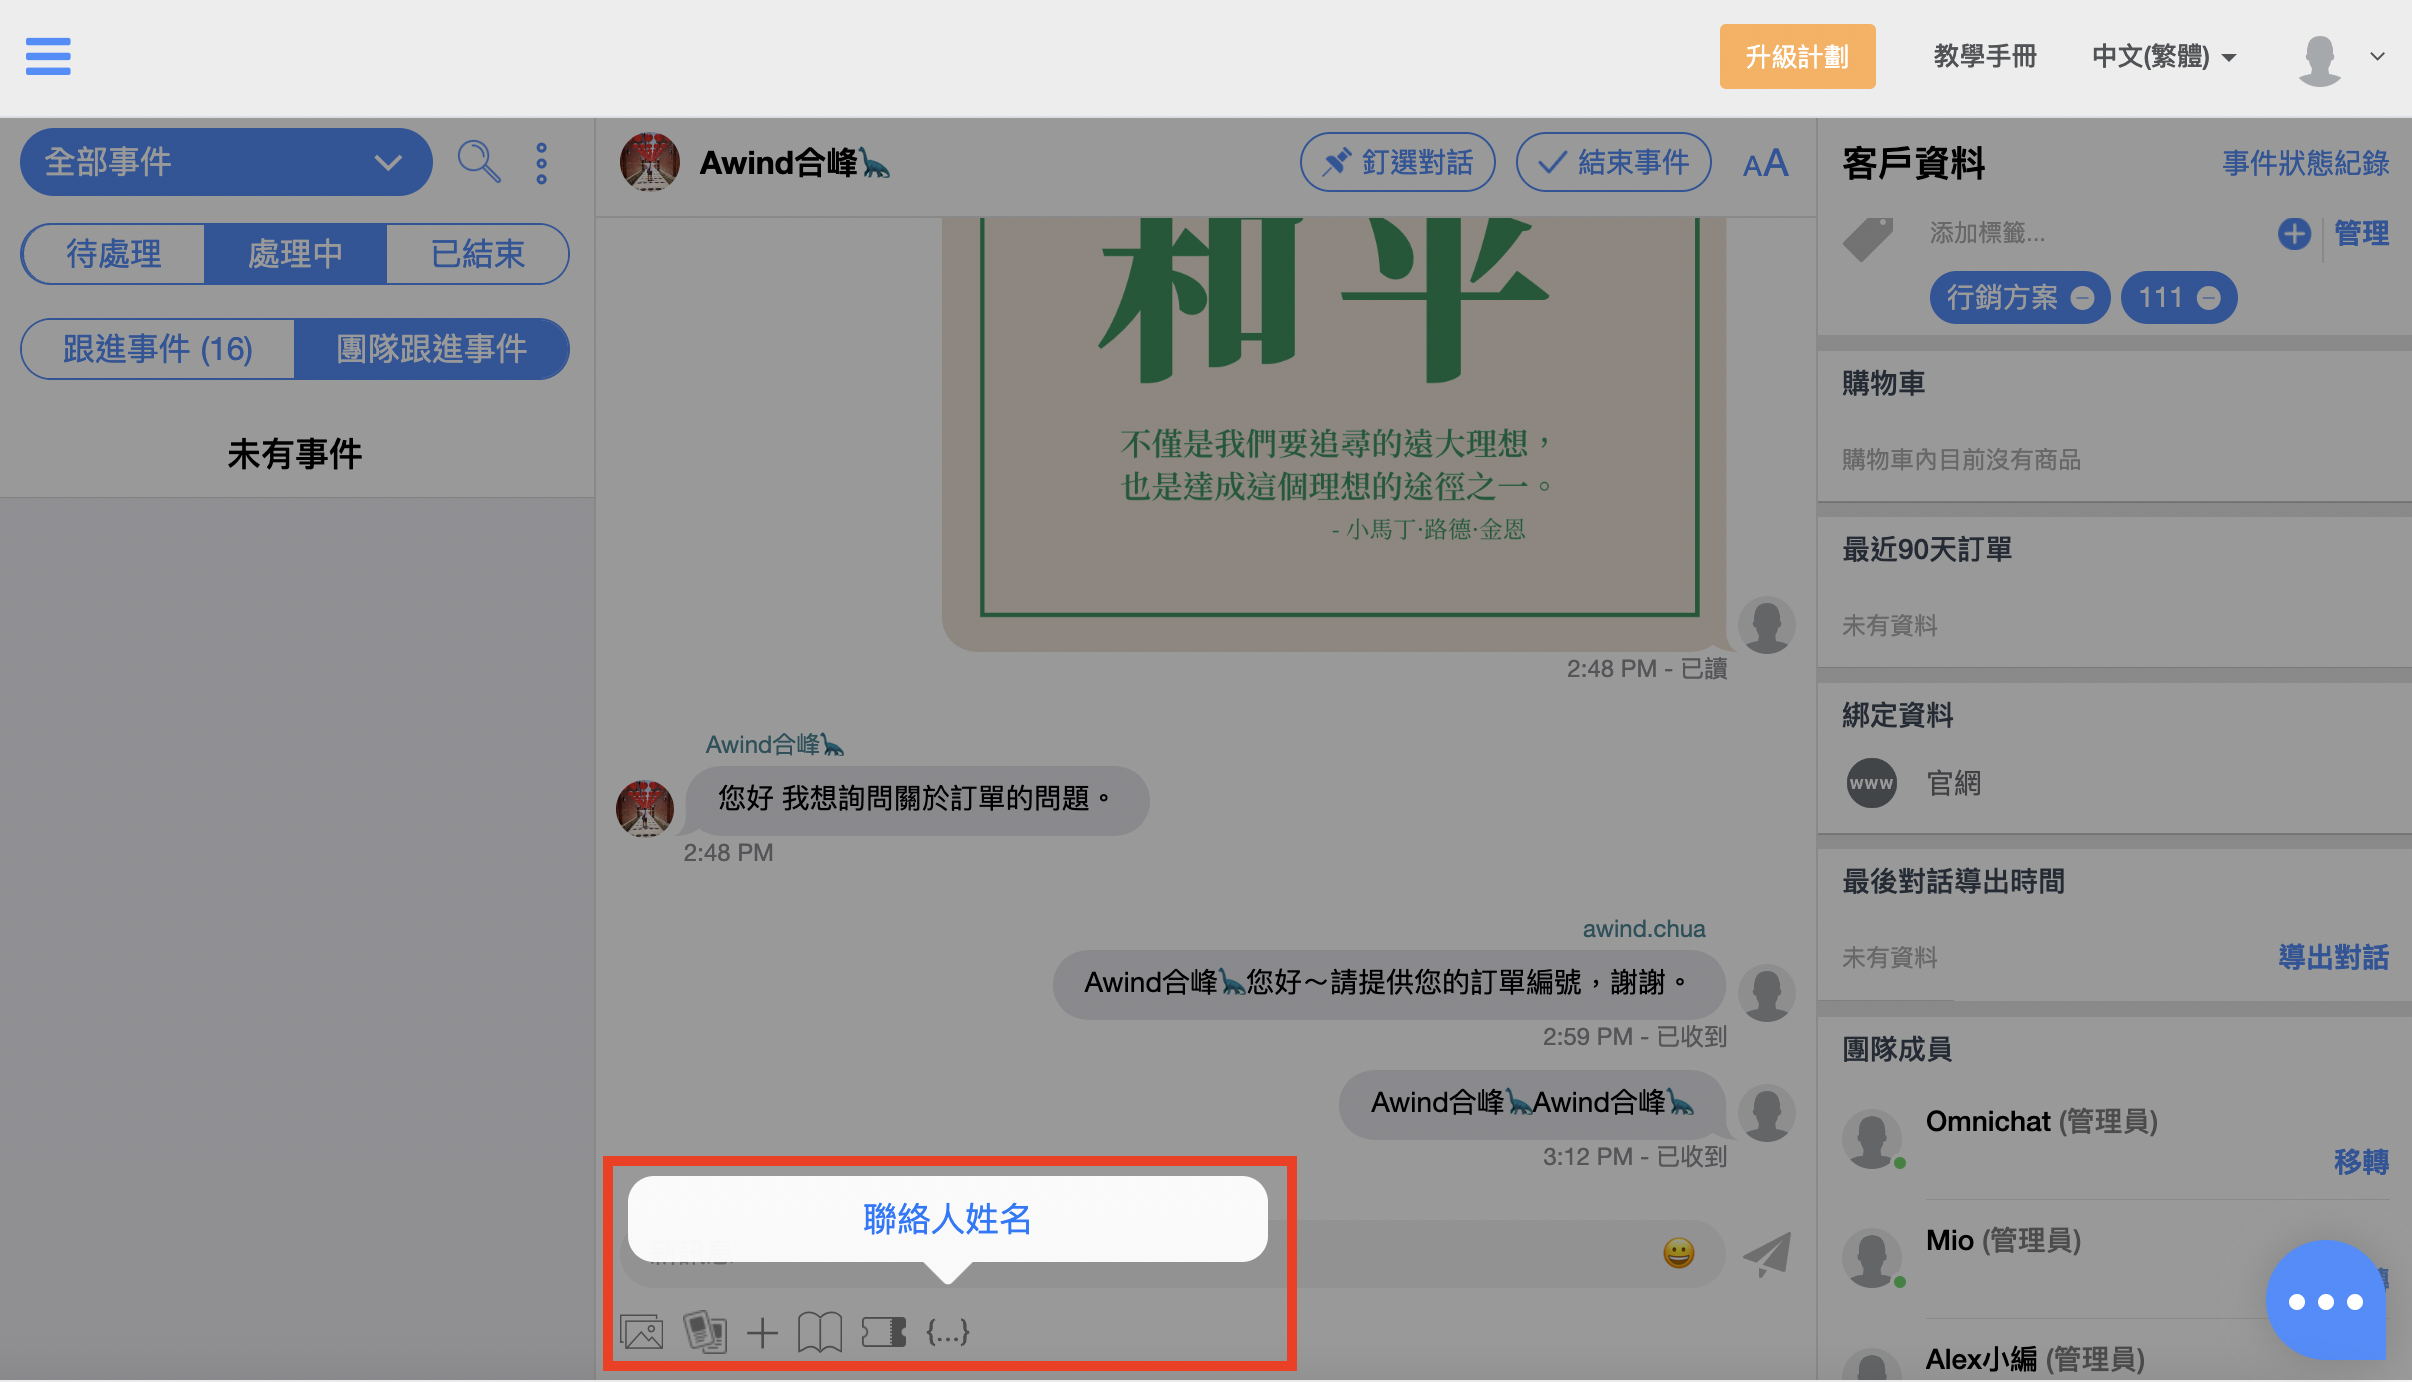 升級計劃
教學手冊
中文(繁體)
全部事件
待處理
處理中
已結束
跟進事件 (16)
團隊跟進事件
未有事件
Awind合峰🦕
釘選對話
結束事件
AA
和平
不僅是我們要追尋的遠大理想，
也是達成這個理想的途徑之一。
- 小馬丁·路德·金恩
2:48 PM - 已讀
Awind合峰🦕
您好 我想詢問關於訂單的問題。
2:48 PM
awind.chua
Awind合峰🦕您好～請提供您的訂單編號，謝謝。
2:59 PM - 已收到
Awind合峰🦕Awind合峰🦕
3:12 PM - 已收到
聯絡人姓名
{...}
客戶資料
事件狀態紀錄
添加標籤...
管理
行銷方案
111
購物車
購物車內目前沒有商品
最近90天訂單
未有資料
綁定資料
www
官網
最後對話導出時間
未有資料
導出對話
團隊成員
Omnichat (管理員)
移轉
Mio (管理員)
Alex小編 (管理員)